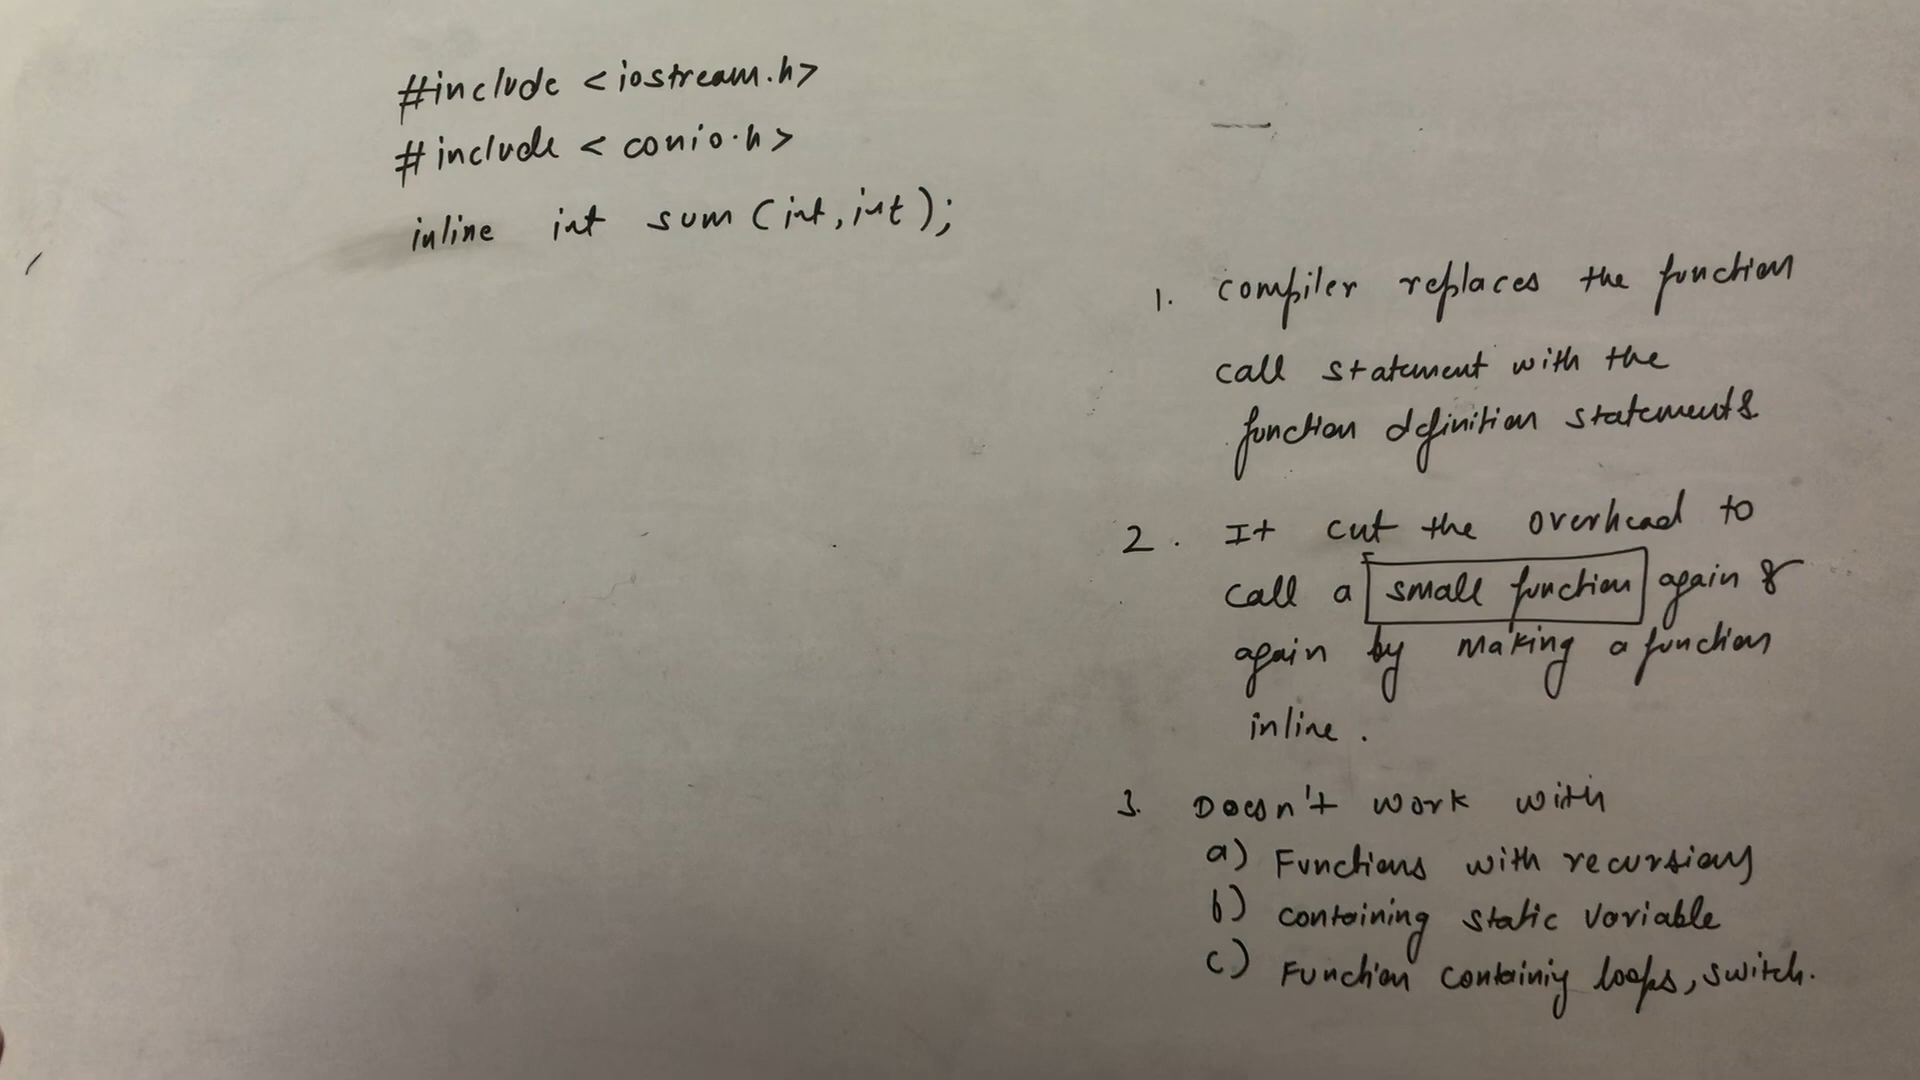 #include <iostream.h>
#include <conio.h>
inline int sum (int, int);
1. compiler replaces the function
call statement with the
function definition statements
2. It cut the overhead to
call a small function again &
again by making a function
inline.
3. Doesn't work with
a) Functions with recursions
b) containing static variable
c) Function containing loops, switch.